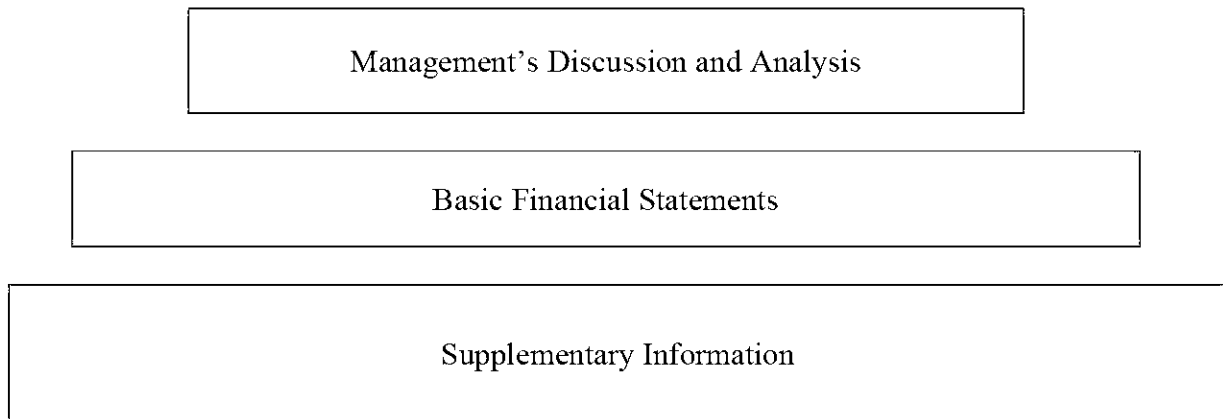 Management’s Discussion and Analysis
Basic Financial Statements
Supplementary Information